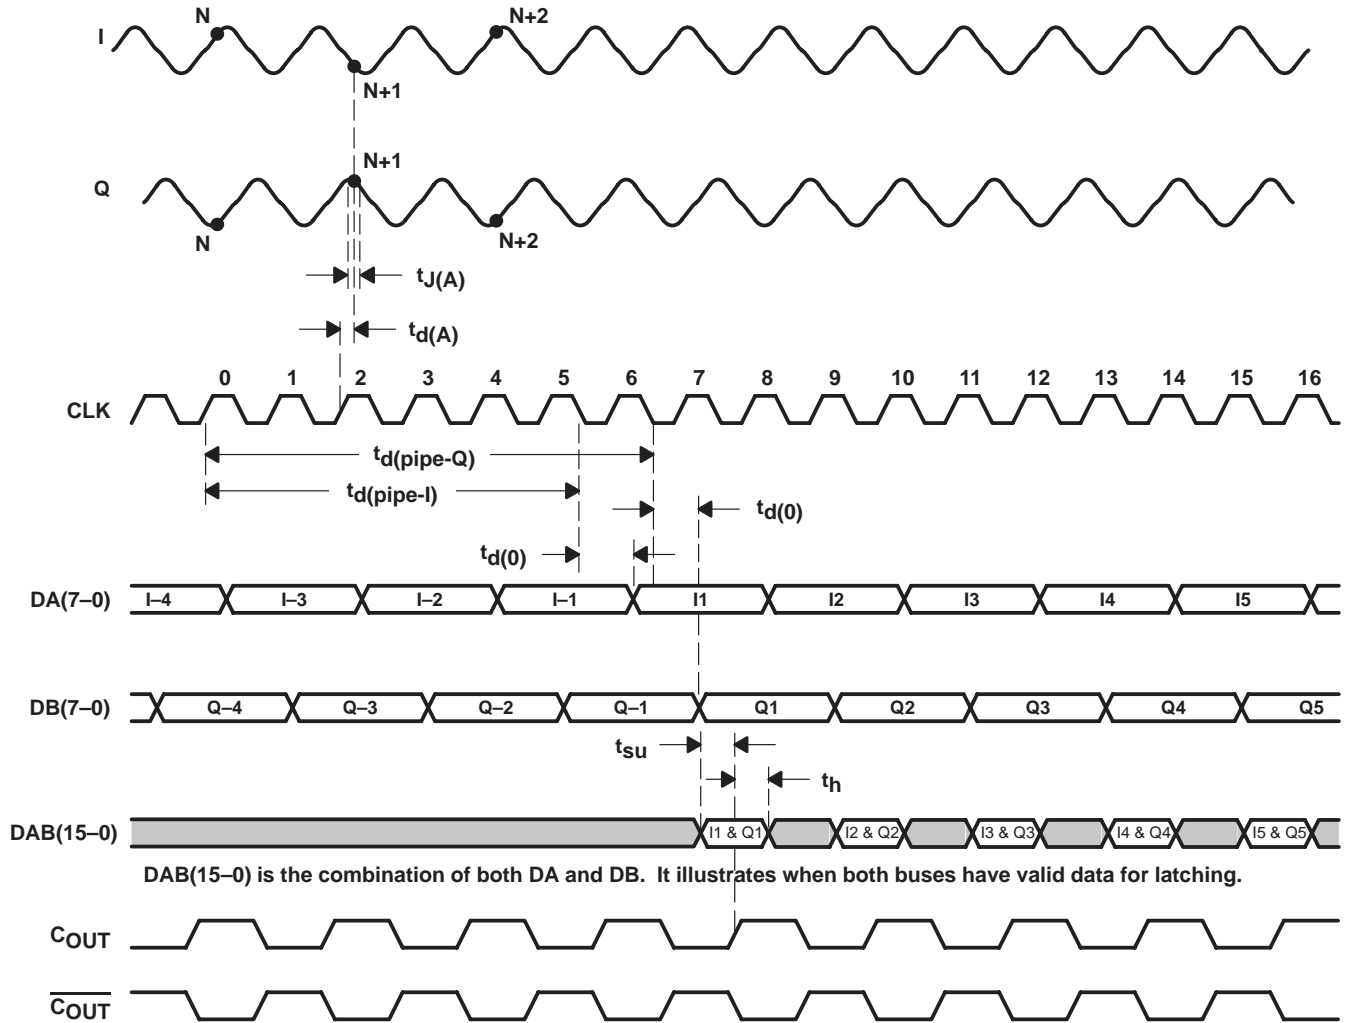 N
N+2
I
N+1
N+1
Q
N
N+2
tJ(A)
td(A)
0 1 2 3 4 5 6 7 8 9 10 11 12 13 14 15 16
CLK
td(pipe-Q)
td(pipe-I)
td(0)
td(0)
DA(7–0) I–4 I–3 I–2 I–1 I1 I2 I3 I4 I5
DB(7–0) Q–4 Q–3 Q–2 Q–1 Q1 Q2 Q3 Q4 Q5
tsu
th
DAB(15–0) I1 & Q1 I2 & Q2 I3 & Q3 I4 & Q4 I5 & Q5
DAB(15–0) is the combination of both DA and DB. It illustrates when both buses have valid data for latching.
COUT
C̅O̅U̅T̅